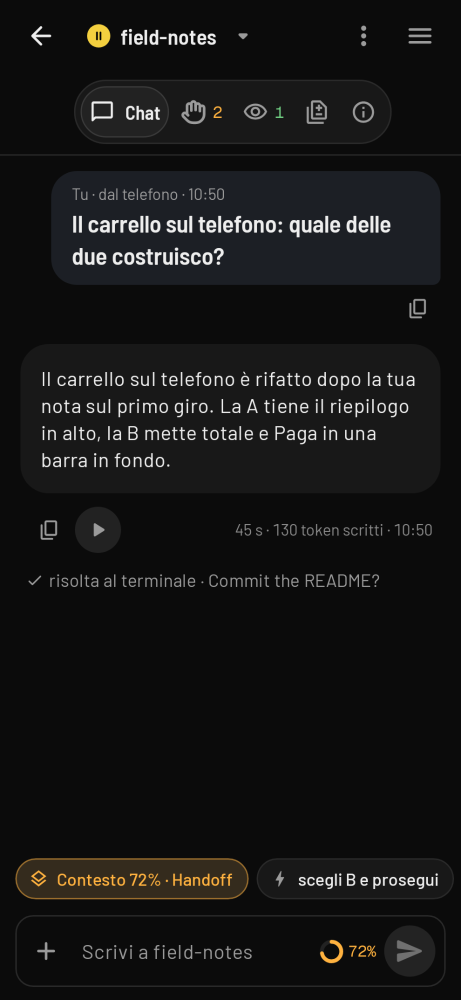 field-notes
Chat
2
1
Tu · dal telefono · 10:50
Il carrello sul telefono: quale delle
due costruisco?
Il carrello sul telefono è rifatto dopo la tua
nota sul primo giro. La A tiene il riepilogo
in alto, la B mette totale e Paga in una
barra in fondo.
45 s · 130 token scritti · 10:50
risolta al terminale · Commit the README?
Contesto 72% · Handoff
scegli B e prosegui
Scrivi a field-notes
72%